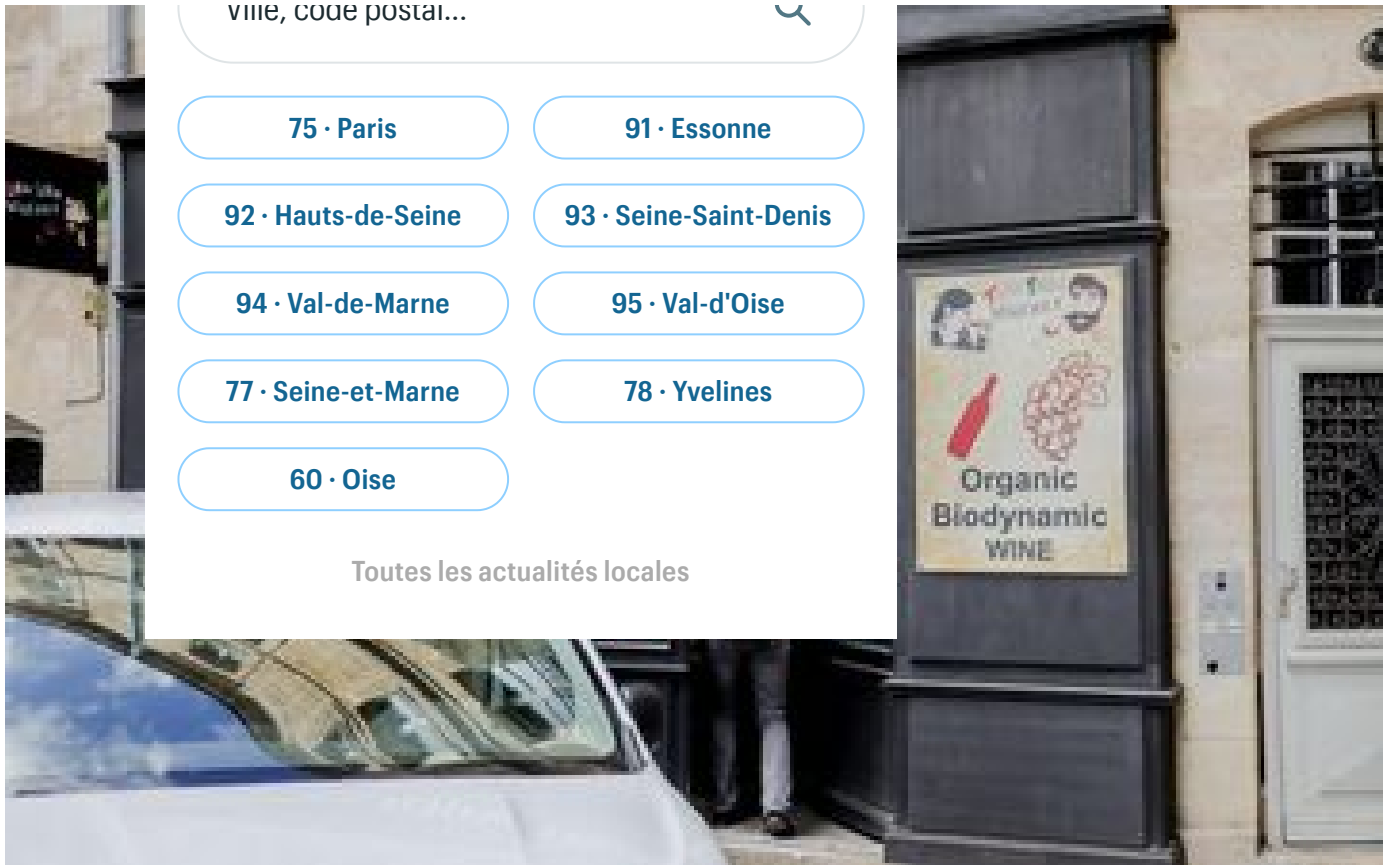 Ville, code postal...
75 · Paris
91 · Essonne
92 · Hauts-de-Seine
93 · Seine-Saint-Denis
94 · Val-de-Marne
95 · Val-d'Oise
77 · Seine-et-Marne
78 · Yvelines
60 · Oise
Toutes les actualités locales
Organic
Biodynamic
WINE